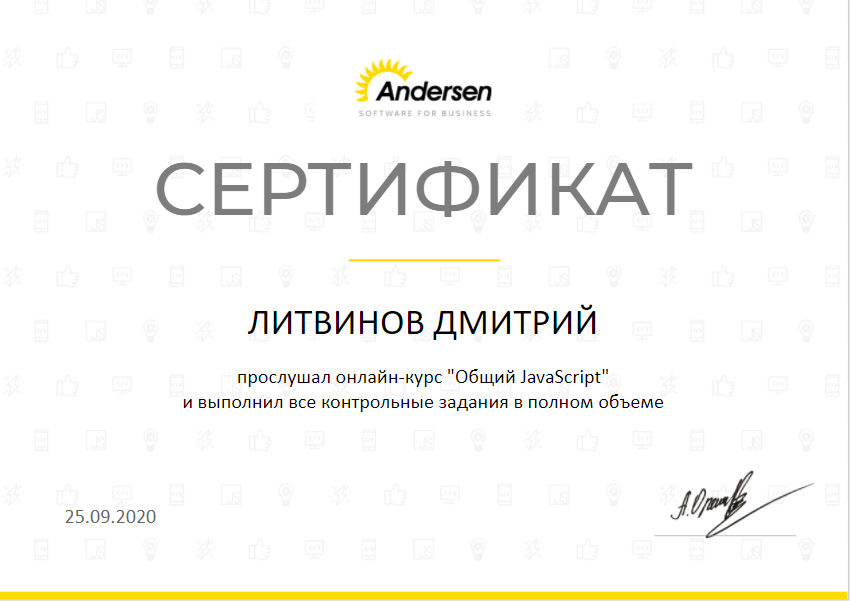 Andersen
SOFTWARE FOR BUSINESS
СЕРТИФИКАТ
ЛИТВИНОВ ДМИТРИЙ
прослушал онлайн-курс "Общий JavaScript"
и выполнил все контрольные задания в полном объеме
25.09.2020